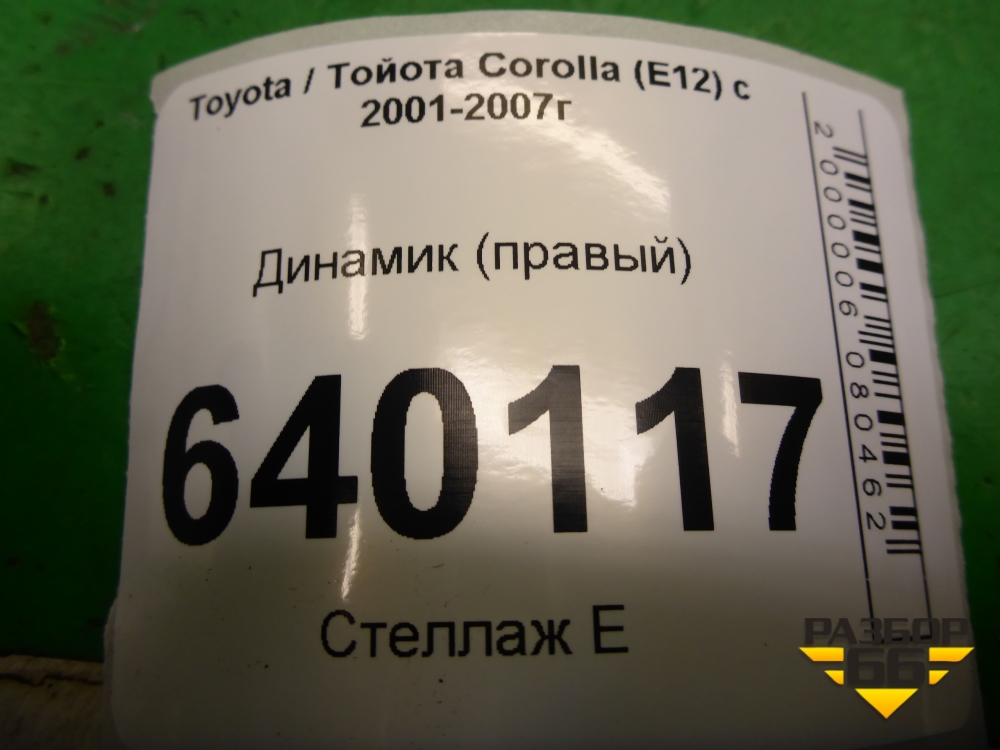 Toyota / Тойота Corolla (E12) с
2001-2007г
Динамик (правый)
640117
Стеллаж Е
2000006080462
РАЗБОР
66